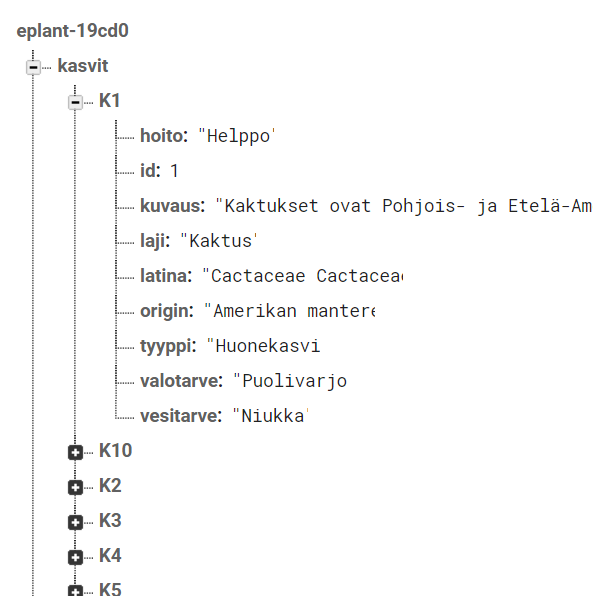 eplant-19cd0
kasvit
K1
hoito: "Helppo"
id: 1
kuvaus: "Kaktukset ovat Pohjois- ja Etelä-Am
laji: "Kaktus"
latina: "Cactaceae Cactaceae
origin: "Amerikan mantere
tyyppi: "Huonekasvi
valotarve: "Puolivarjo
vesitarve: "Niukka"
K10
K2
K3
K4
K5